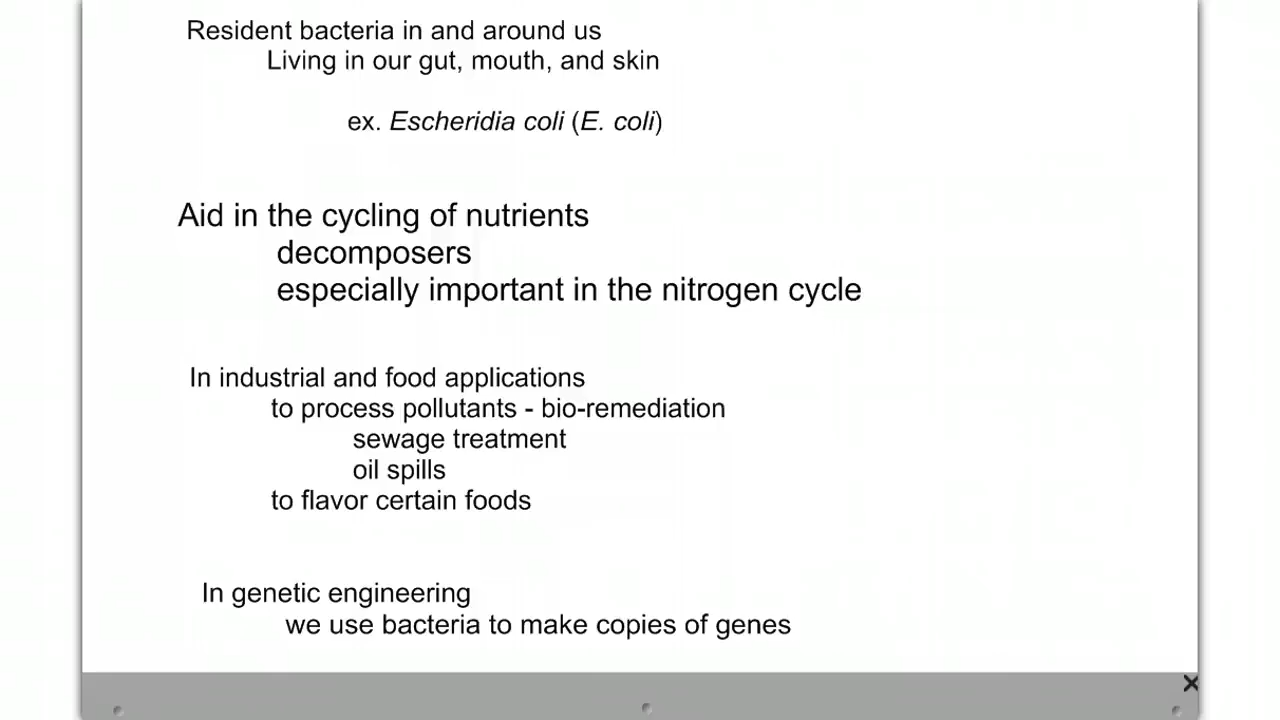 Resident bacteria in and around us
Living in our gut, mouth, and skin
ex. Escheridia coli (E. coli)
Aid in the cycling of nutrients
decomposers
especially important in the nitrogen cycle
In industrial and food applications
to process pollutants - bio-remediation
sewage treatment
oil spills
to flavor certain foods
In genetic engineering
we use bacteria to make copies of genes